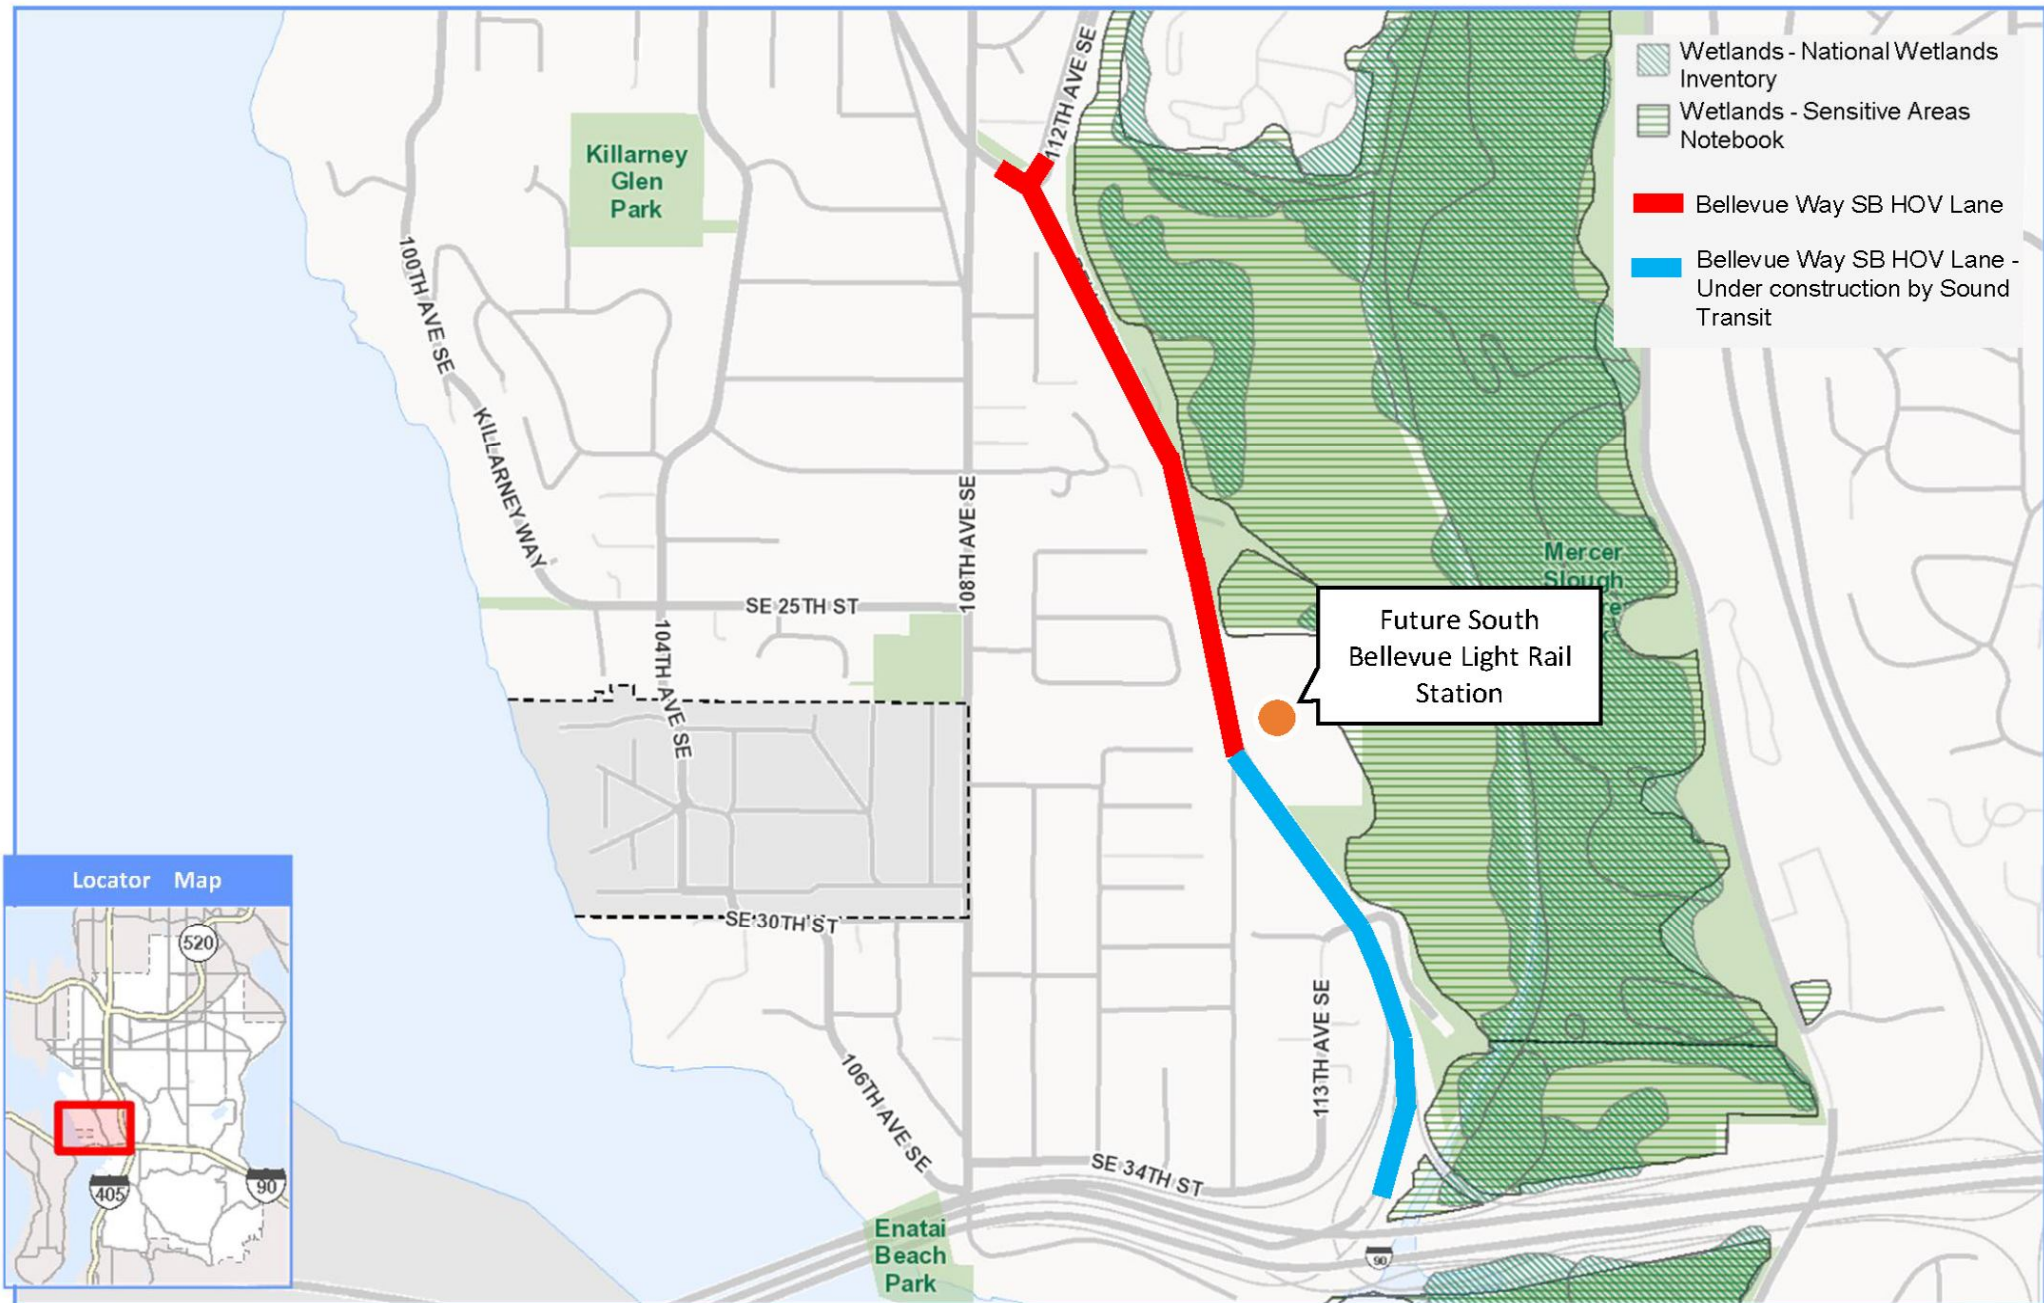 Wetlands - National Wetlands
Inventory
Wetlands - Sensitive Areas
Notebook
Bellevue Way SB HOV Lane
Bellevue Way SB HOV Lane -
Under construction by Sound
Transit
112TH AVE SE
Killarney
Glen
Park
100TH AVE SE
KILLARNEY WAY
108TH AVE SE
SE 25TH ST
104TH AVE SE
Mercer
Slough
Future South
Bellevue Light Rail
Station
SE 30TH ST
Locator Map
520
405
90
106TH AVE SE
113TH AVE SE
SE 34TH ST
Enatai
Beach
Park
90